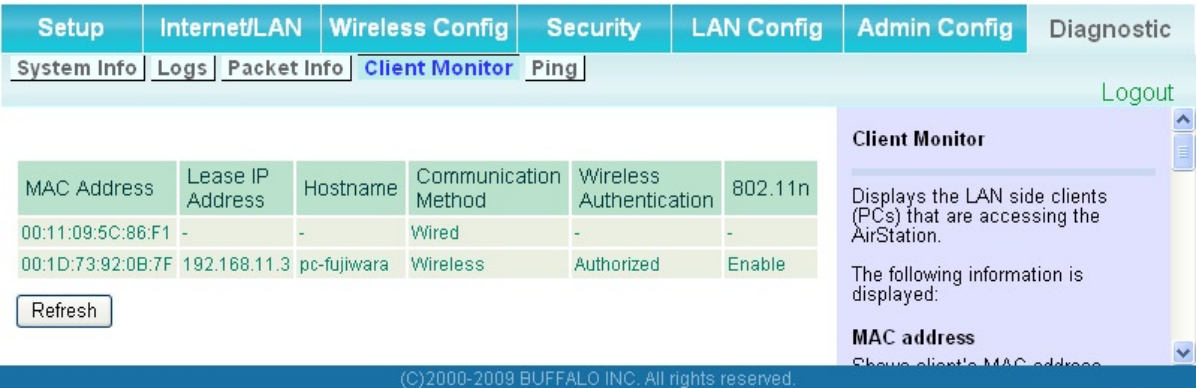 Setup Internet/LAN Wireless Config Security LAN Config Admin Config Diagnostic
System Info Logs Packet Info Client Monitor Ping
Logout
MAC Address Lease IP Address Hostname Communication Method Wireless Authentication 802.11n
00:11:09:5C:86:F1 - - Wired - -
00:1D:73:92:0B:7F 192.168.11.3 pc-fujiwara Wireless Authorized Enable
Refresh
Client Monitor
Displays the LAN side clients
(PCs) that are accessing the
AirStation.
The following information is
displayed:
MAC address
Shows client's MAC address
(C)2000-2009 BUFFALO INC. All rights reserved.